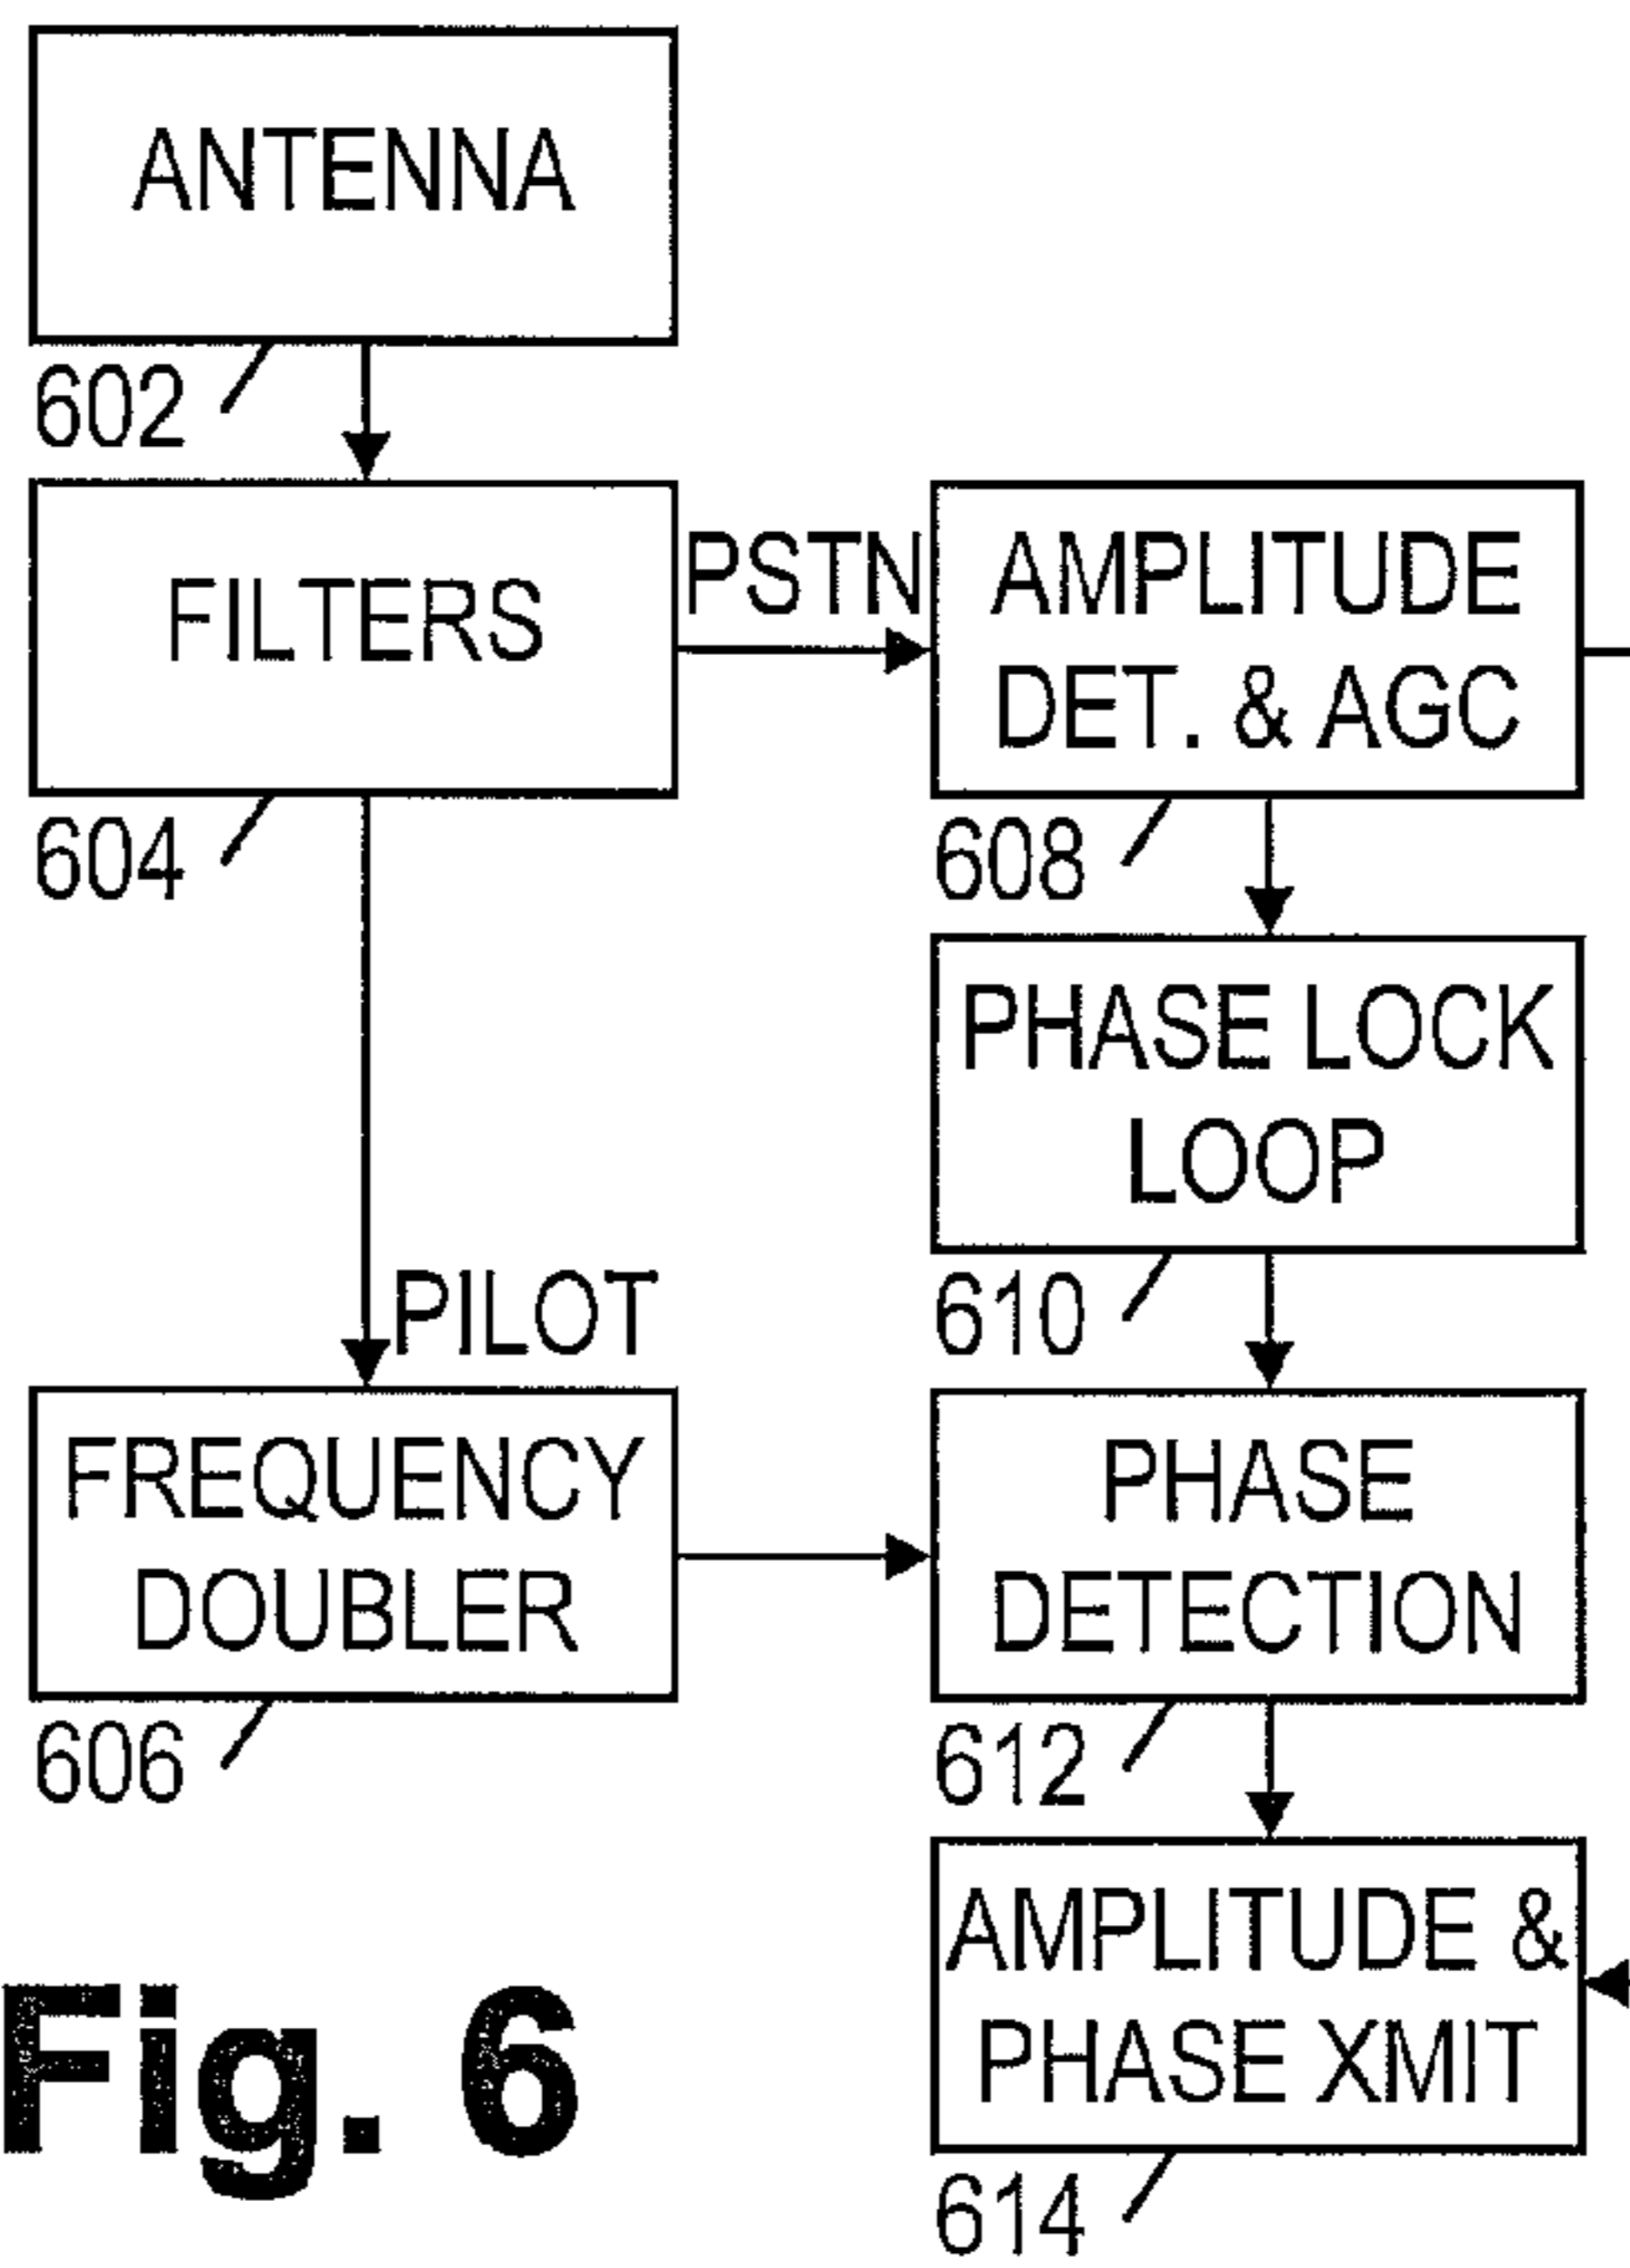 ANTENNA
602
FILTERS
604
PSTN
AMPLITUDE
DET. & AGC
608
PHASE LOCK
LOOP
610
PILOT
FREQUENCY
DOUBLER
606
PHASE
DETECTION
612
AMPLITUDE &
PHASE XMIT
614
Fig. 6